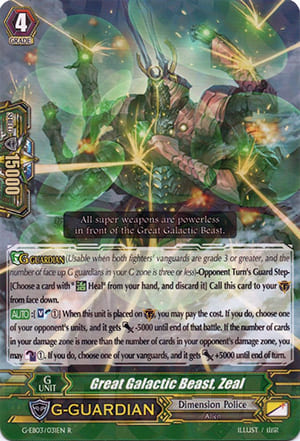 4
GRADE
15000
All super weapons are powerless
in front of the Great Galactic Beast.
G GUARDIAN (Usable when both fighters' vanguards are grade 3 or greater, and the
number of face up G guardians in your G zone is three or less)-Opponent Turn's Guard Step-
[Choose a card with " Heal" from your hand, and discard it] Call this card to your
from face down.
AUTO: [V 1)] When this unit is placed on , you may pay the cost. If you do, choose one
of your opponent's units, and it gets -5000 until end of that battle. If the number of cards
in your damage zone is more than the number of cards in your opponent's damage zone,
. If you do, choose one of your vanguards, and it gets +5000 until end of turn.
G
UNIT
Great Galactic Beast, Zeal
G-GUARDIAN
Dimension Police
Alien
G-EB03/031EN R
ILLUST. /